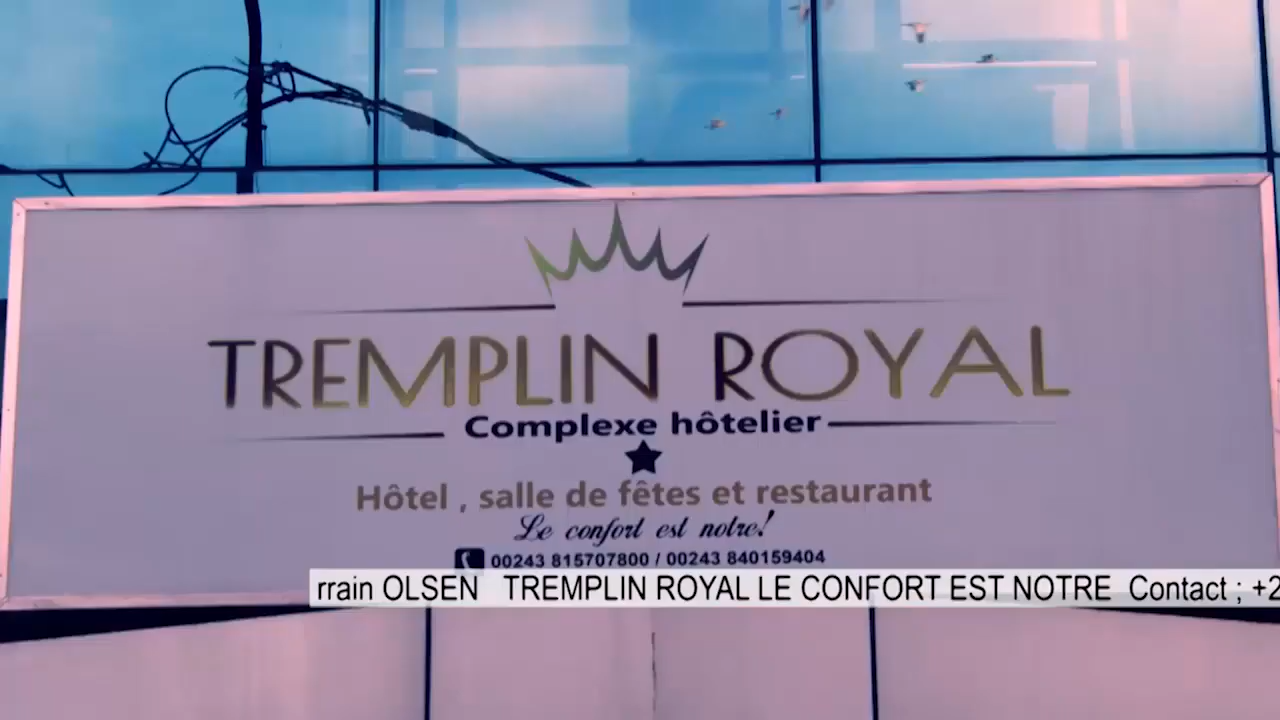 TREMPLIN ROYAL
Complexe hôtelier
Hôtel , salle de fêtes et restaurant
Le confort est notre!
00243 815707800 / 00243 840159404
rrain OLSEN TREMPLIN ROYAL LE CONFORT EST NOTRE Contact ; +2